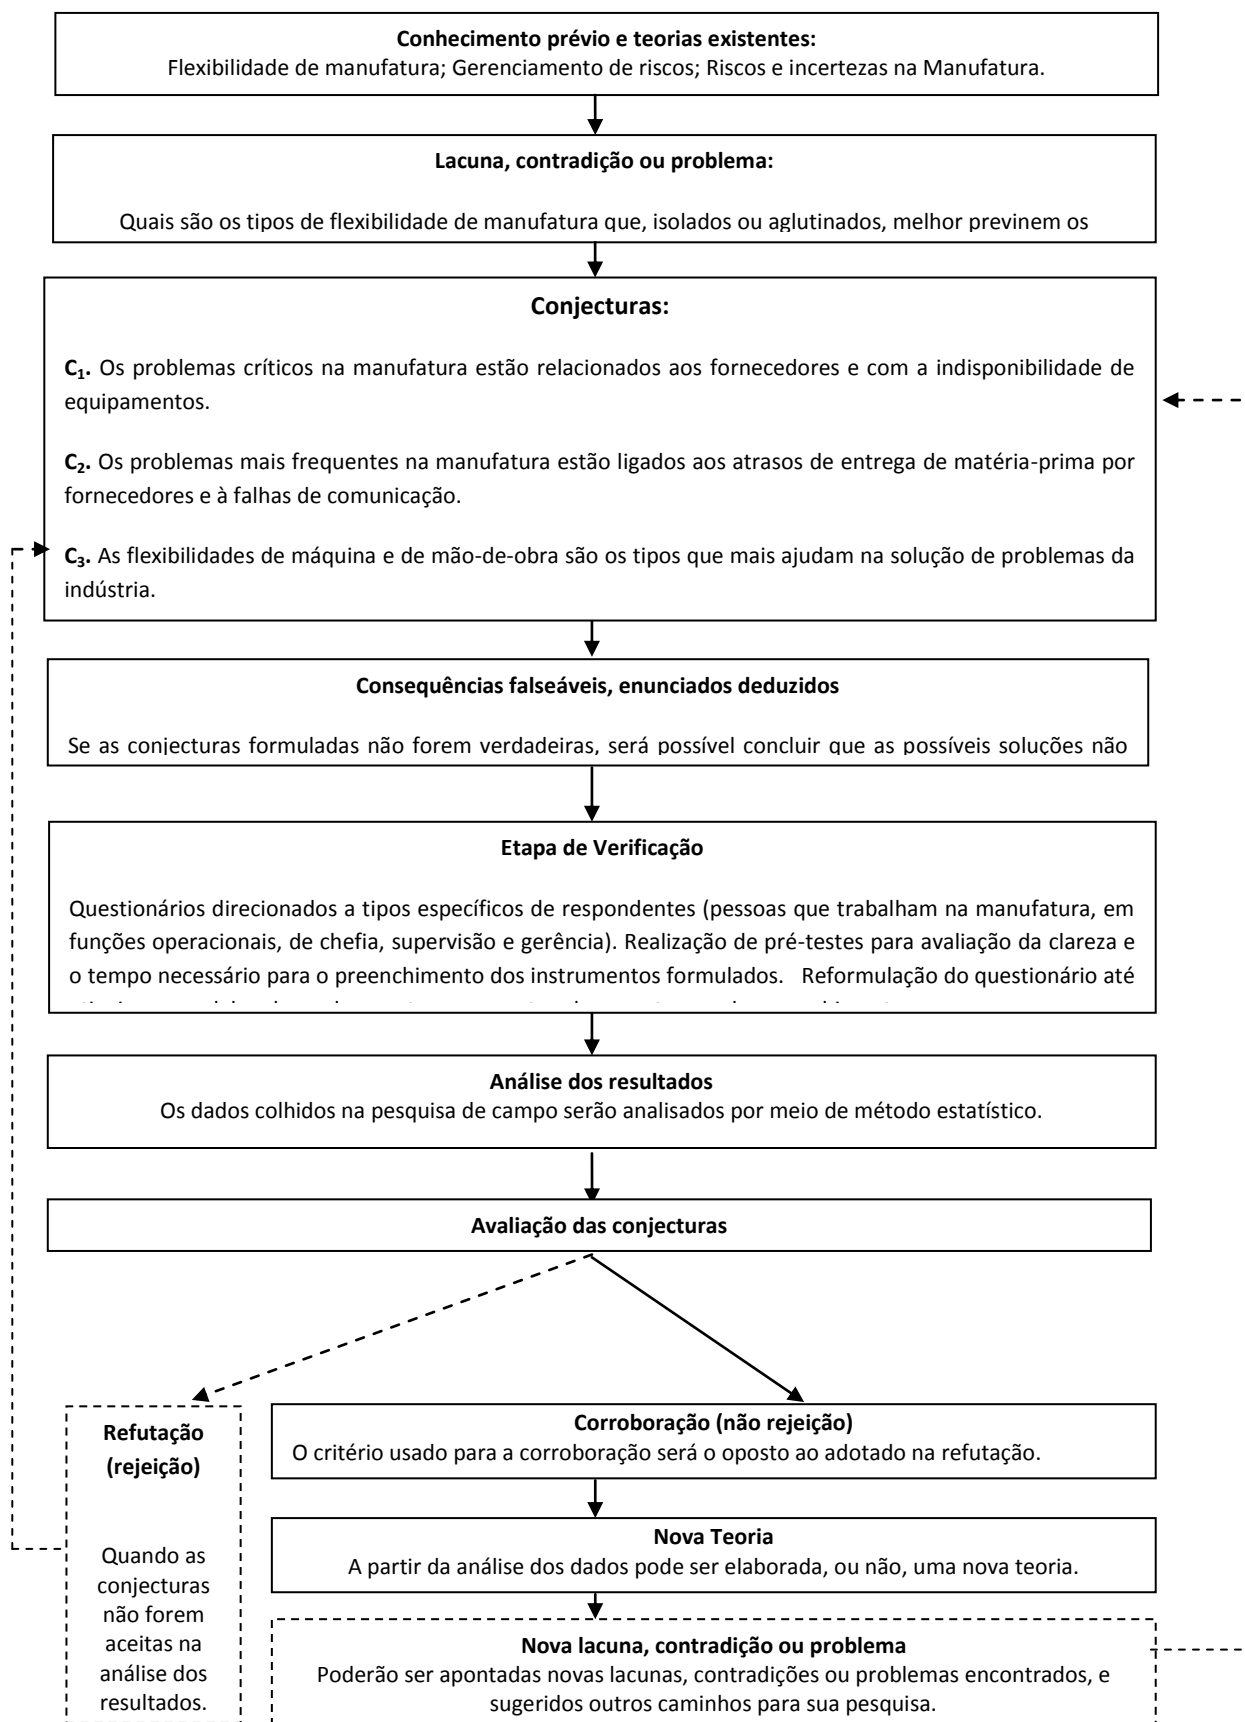 Conhecimento prévio e teorias existentes:
Flexibilidade de manufatura; Gerenciamento de riscos; Riscos e incertezas na Manufatura.
Lacuna, contradição ou problema:
Quais são os tipos de flexibilidade de manufatura que, isolados ou aglutinados, melhor previnem os
Conjecturas:
C₁. Os problemas críticos na manufatura estão relacionados aos fornecedores e com a indisponibilidade de
equipamentos.
C₂. Os problemas mais frequentes na manufatura estão ligados aos atrasos de entrega de matéria-prima por
fornecedores e à falhas de comunicação.
C₃. As flexibilidades de máquina e de mão-de-obra são os tipos que mais ajudam na solução de problemas da
indústria.
Consequências falseáveis, enunciados deduzidos
Se as conjecturas formuladas não forem verdadeiras, será possível concluir que as possíveis soluções não
Etapa de Verificação
Questionários direcionados a tipos específicos de respondentes (pessoas que trabalham na manufatura, em
funções operacionais, de chefia, supervisão e gerência). Realização de pré-testes para avaliação da clareza e
o tempo necessário para o preenchimento dos instrumentos formulados. Reformulação do questionário até
Análise dos resultados
Os dados colhidos na pesquisa de campo serão analisados por meio de método estatístico.
Avaliação das conjecturas
Refutação
(rejeição)
Quando as
conjecturas
não forem
aceitas na
análise dos
resultados.
Corroboração (não rejeição)
O critério usado para a corroboração será o oposto ao adotado na refutação.
Nova Teoria
A partir da análise dos dados pode ser elaborada, ou não, uma nova teoria.
Nova lacuna, contradição ou problema
Poderão ser apontadas novas lacunas, contradições ou problemas encontrados, e
sugeridos outros caminhos para sua pesquisa.